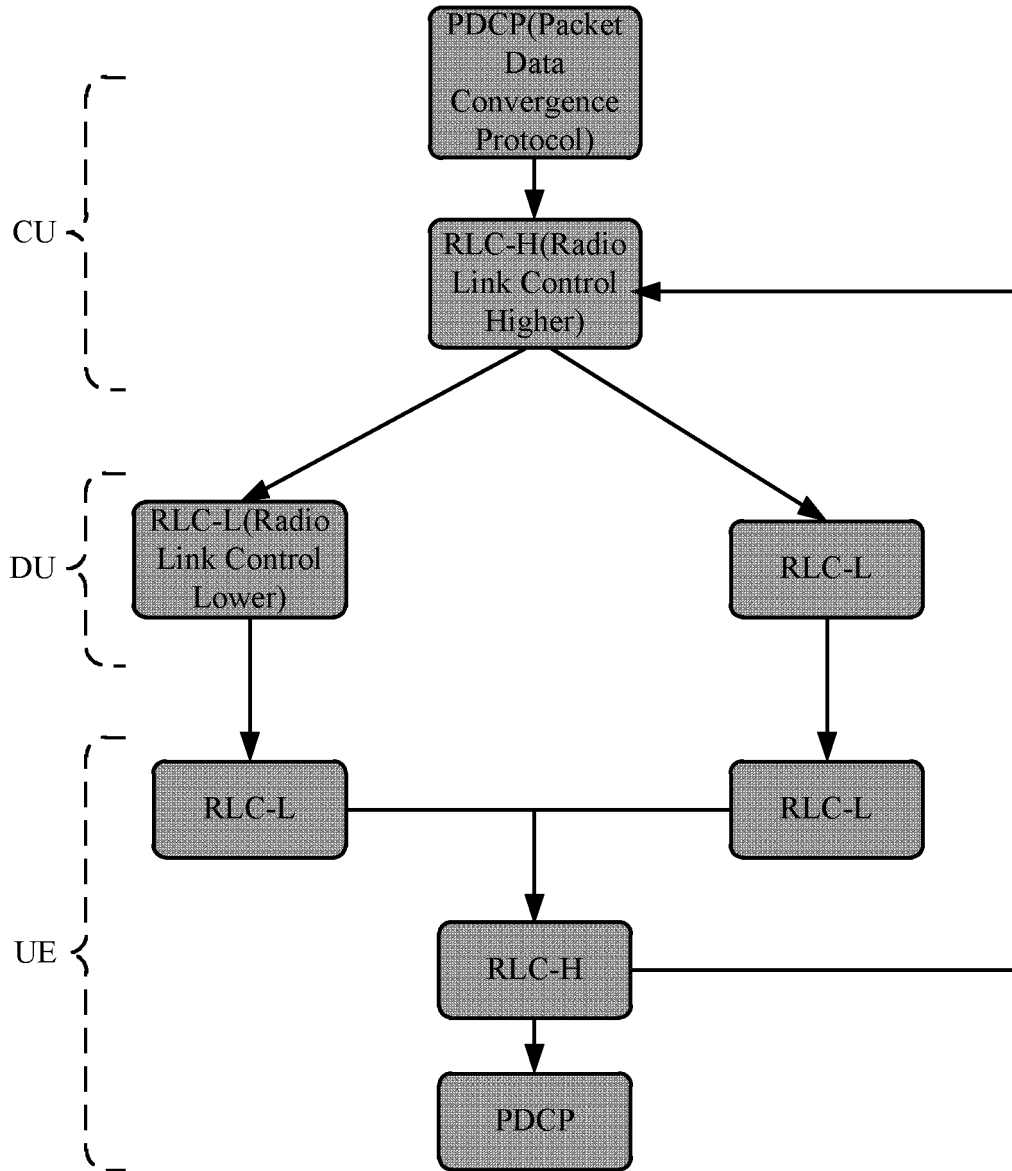 PDCP(Packet
Data
Convergence
Protocol)
CU
RLC-H(Radio
Link Control
Higher)
RLC-L(Radio
Link Control
Lower)
DU
RLC-L
RLC-L
RLC-L
UE
RLC-H
PDCP